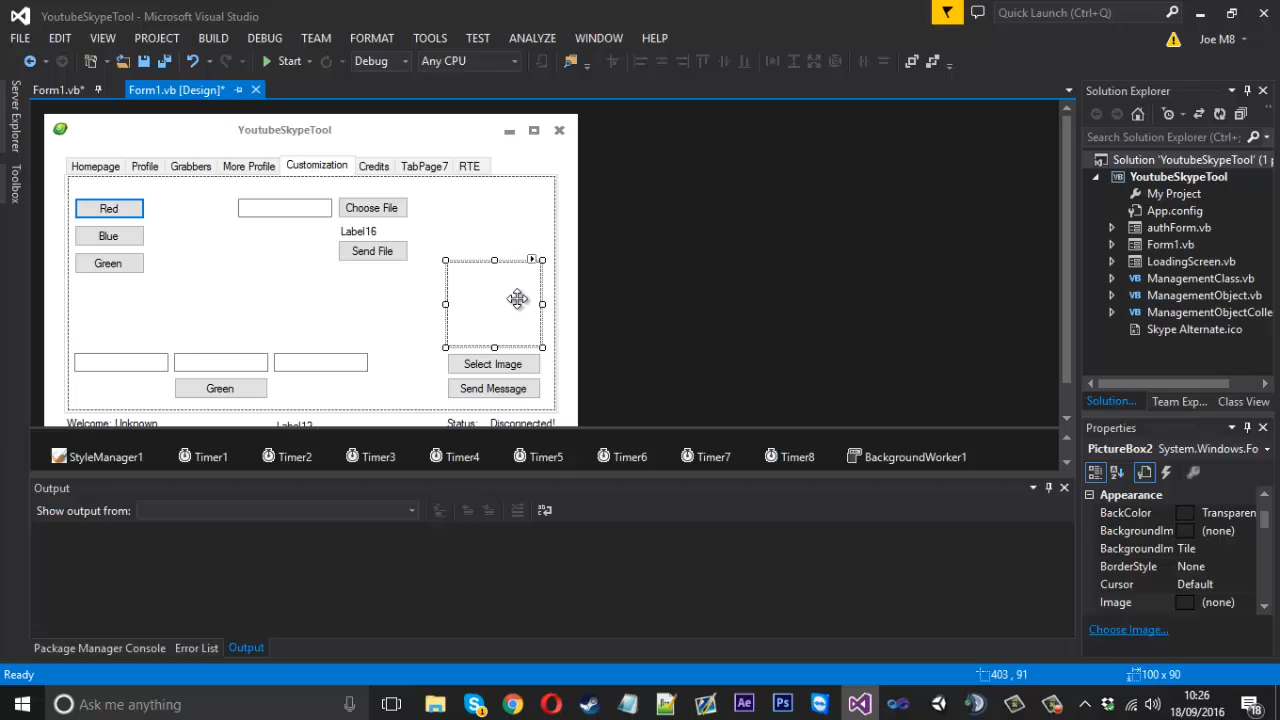 YoutubeSkypeTool - Microsoft Visual Studio
Quick Launch (Ctrl+Q)
FILE EDIT VIEW PROJECT BUILD DEBUG TEAM FORMAT TOOLS TEST ANALYZE WINDOW HELP
Joe M8
Start Debug Any CPU
Server Explorer
Toolbox
Form1.vb* Form1.vb [Design]*
YoutubeSkypeTool
Homepage Profile Grabbers More Profile Customization Credits TabPage7 RTE
Red Choose File
Label16
Blue Send File
Green
Select Image
Green Send Message
Welcome: Unknown Label12 Status: Disconnected!
StyleManager1 Timer1 Timer2 Timer3 Timer4 Timer5 Timer6 Timer7 Timer8 BackgroundWorker1
Output
Show output from:
Package Manager Console Error List Output
Solution Explorer
Search Solution Explorer (Ctrl+;
Solution 'YoutubeSkypeTool' (1 p
YoutubeSkypeTool
My Project
App.config
authForm.vb
Form1.vb
LoadingScreen.vb
ManagementClass.vb
ManagementObject.vb
ManagementObjectColle
Skype Alternate.ico
Solution... Team Exp... Class View
Properties
PictureBox2 System.Windows.Fo
Appearance
BackColor Transparen
BackgroundIm (none)
BackgroundIm Tile
BorderStyle None
Cursor Default
Image (none)
Choose Image...
Ready 403 , 91 100 x 90
Ask me anything
1
Ae
Ps
10:26
18/09/2016
18